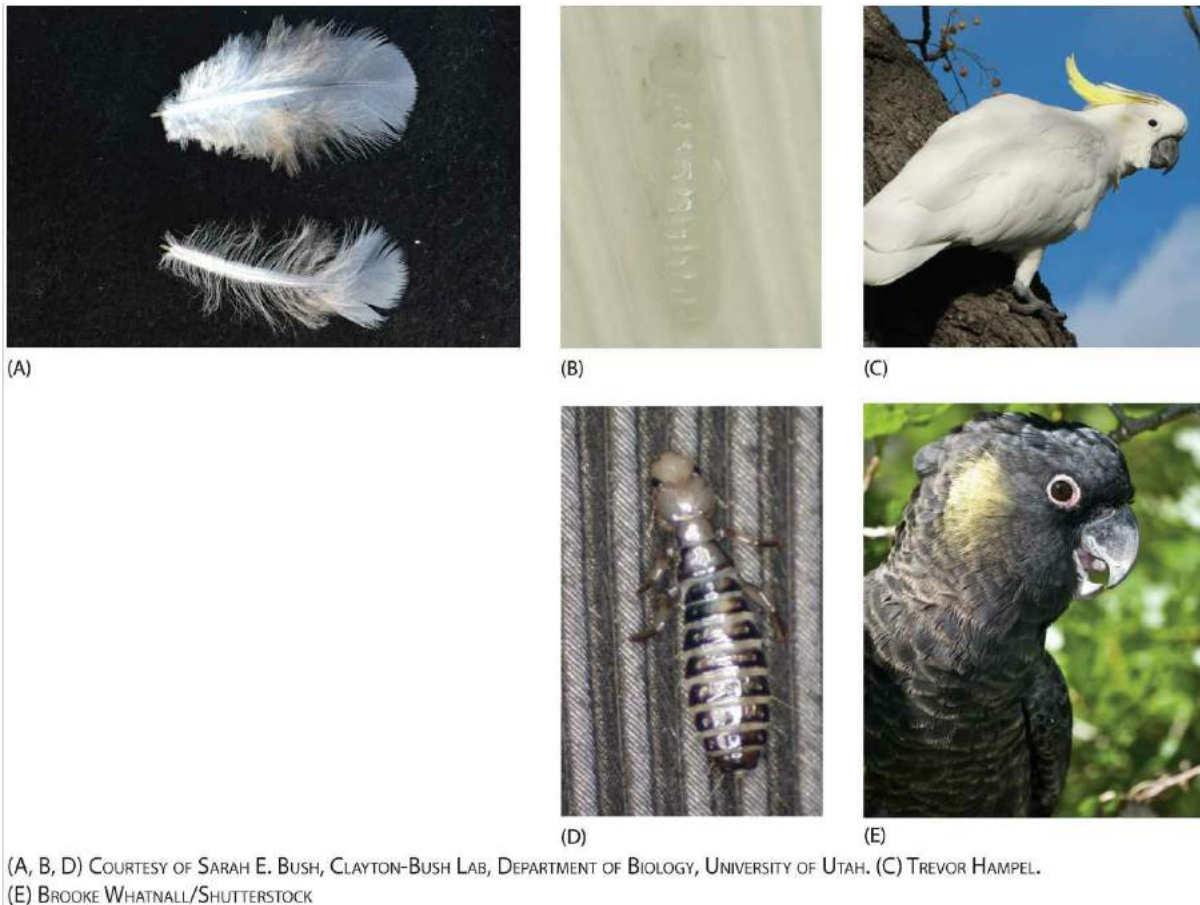 (A)
(B)
(C)
(D)
(E)
(A, B, D) COURTESY OF SARAH E. BUSH, CLAYTON-BUSH LAB, DEPARTMENT OF BIOLOGY, UNIVERSITY OF UTAH. (C) TREVOR HAMPEL.
(E) BROOKE WHATNALL/SHUTTERSTOCK